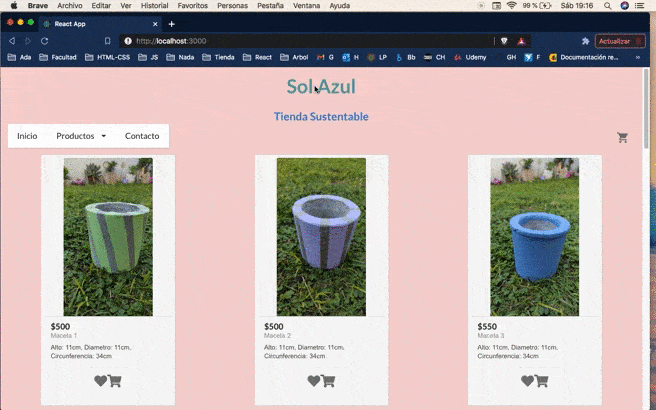 Brave Archivo Editar Ver Historial Favoritos Personas Pestaña Ventana Ayuda 99 % Sáb 19:16
React App
http://localhost:3000 Actualizar
Ada Facultad HTML-CSS JS Nada Tienda React Arbol G H LP Bb CH Udemy GH F Documentación re... »
Sol Azul
Tienda Sustentable
Inicio Productos Contacto
$500 $500 $550
Maceta 1 Maceta 2 Maceta 3
Alto: 11cm, Diametro: 11cm, Alto: 11cm, Diametro: 11cm, Alto: 11cm, Diametro: 11cm,
Circunferencia: 34cm Circunferencia: 34cm Circunferencia: 34cm